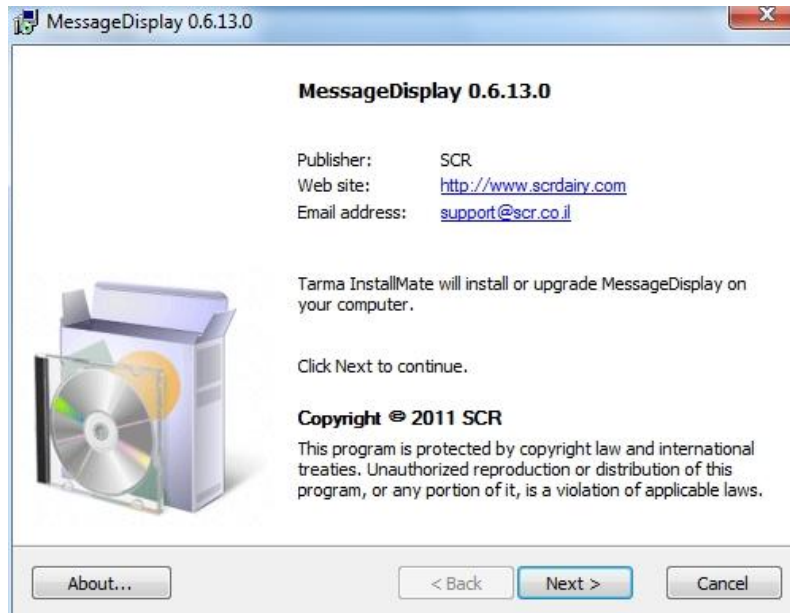 MessageDisplay 0.6.13.0
MessageDisplay 0.6.13.0
Publisher: SCR
Web site: http://www.scrdairy.com
Email address: support@scr.co.il
Tarma InstallMate will install or upgrade MessageDisplay on
your computer.
Click Next to continue.
Copyright © 2011 SCR
This program is protected by copyright law and international
treaties. Unauthorized reproduction or distribution of this
program, or any portion of it, is a violation of applicable laws.
About... < Back Next > Cancel